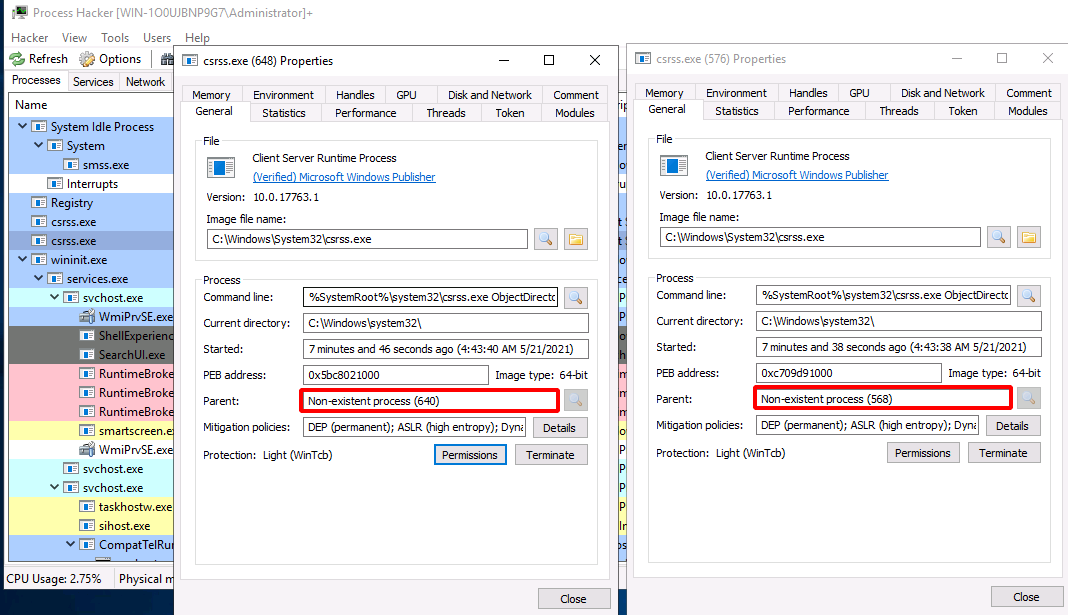 Process Hacker [WIN-1O0UJBNP9G7\Administrator]+
Hacker View Tools Users Help
Refresh Options
Processes Services Network
Name
System Idle Process
System
smss.exe
Interrupts
Registry
csrss.exe
csrss.exe
wininit.exe
services.exe
svchost.exe
WmiPrvSE.exe
ShellExperienc
SearchUI.exe
RuntimeBroke
RuntimeBroke
RuntimeBroke
smartscreen.ex
WmiPrvSE.exe
svchost.exe
svchost.exe
taskhostw.exe
sihost.exe
CompatTelRun
CPU Usage: 2.75% Physical m
csrss.exe (648) Properties
Memory Environment Handles GPU Disk and Network Comment
General Statistics Performance Threads Token Modules
File
Client Server Runtime Process
(Verified) Microsoft Windows Publisher
Version: 10.0.17763.1
Image file name:
C:\Windows\System32\csrss.exe
Process
Command line: %SystemRoot%\system32\csrss.exe ObjectDirecto
Current directory: C:\Windows\system32\
Started: 7 minutes and 46 seconds ago (4:43:40 AM 5/21/2021)
PEB address: 0x5bc8021000 Image type: 64-bit
Parent: Non-existent process (640)
Mitigation policies: DEP (permanent); ASLR (high entropy); Dyna Details
Protection: Light (WinTcb) Permissions Terminate
Close
csrss.exe (576) Properties
Memory Environment Handles GPU Disk and Network Comment
General Statistics Performance Threads Token Modules
File
Client Server Runtime Process
(Verified) Microsoft Windows Publisher
Version: 10.0.17763.1
Image file name:
C:\Windows\System32\csrss.exe
Process
Command line: %SystemRoot%\system32\csrss.exe ObjectDirecto
Current directory: C:\Windows\system32\
Started: 7 minutes and 38 seconds ago (4:43:38 AM 5/21/2021)
PEB address: 0xc709d91000 Image type: 64-bit
Parent: Non-existent process (568)
Mitigation policies: DEP (permanent); ASLR (high entropy); Dyna Details
Protection: Light (WinTcb) Permissions Terminate
Close